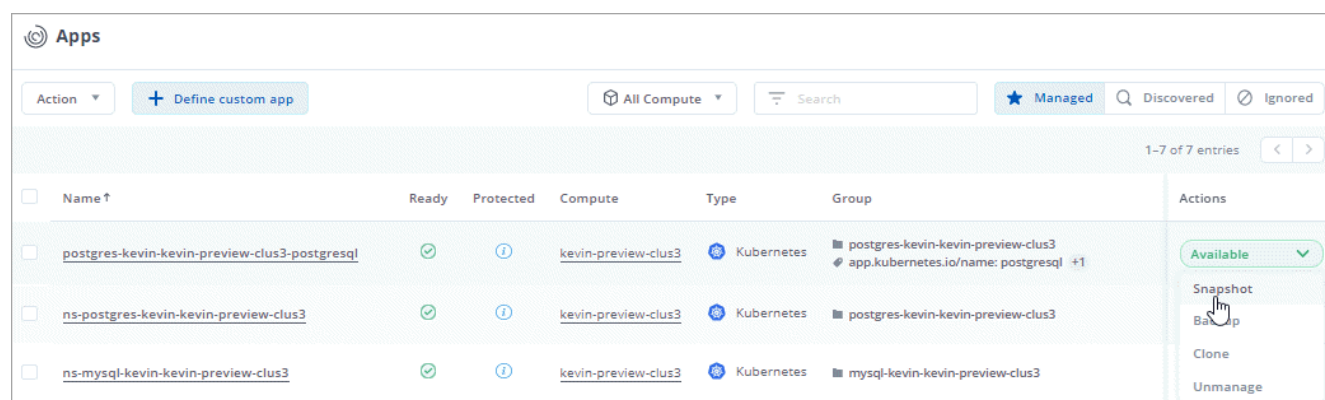 Apps
Action
+ Define custom app
All Compute
Search
Managed
Discovered
Ignored
1–7 of 7 entries
Name↑ Ready Protected Compute Type Group Actions
postgres-kevin-kevin-preview-clus3-postgresql kevin-preview-clus3 Kubernetes postgres-kevin-kevin-preview-clus3
app.kubernetes.io/name: postgresql +1
Available
Snapshot
Backup
Clone
Unmanage
ns-postgres-kevin-kevin-preview-clus3 kevin-preview-clus3 Kubernetes postgres-kevin-kevin-preview-clus3
ns-mysql-kevin-kevin-preview-clus3 kevin-preview-clus3 Kubernetes mysql-kevin-kevin-preview-clus3